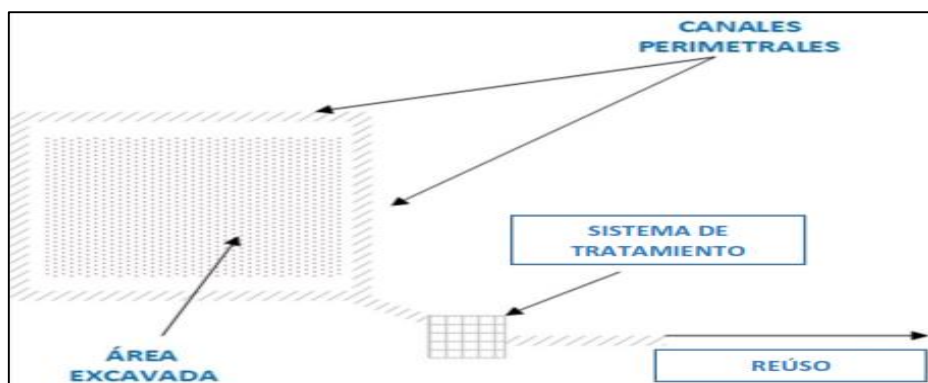 CANALES
PERIMETRALES
SISTEMA DE
TRATAMIENTO
ÁREA
EXCAVADA
REÚSO